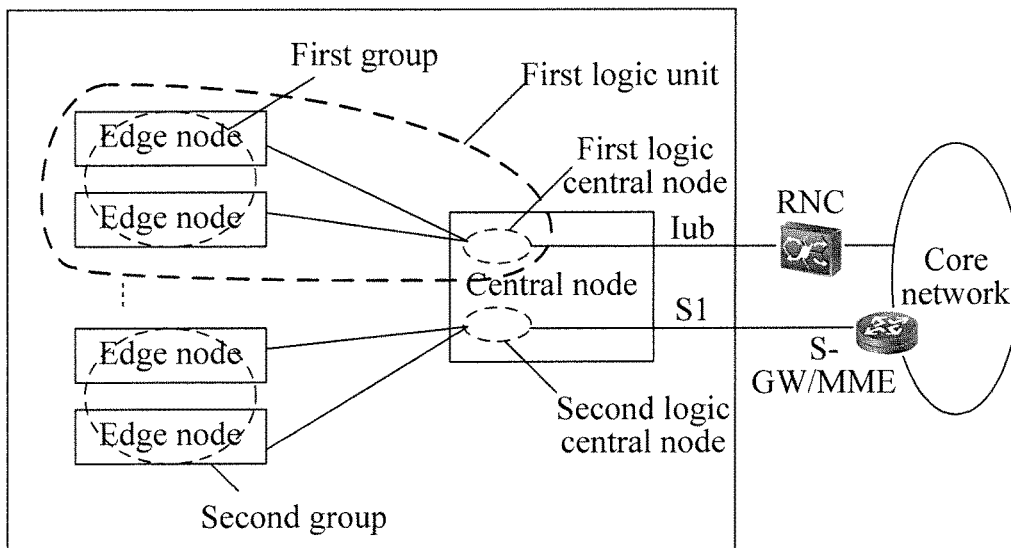 First group
First logic unit
Edge node
First logic
central node
Edge node
RNC
Iub
Central node
Core
network
S1
Edge node
S-
GW/MME
Edge node
Second logic
central node
Second group